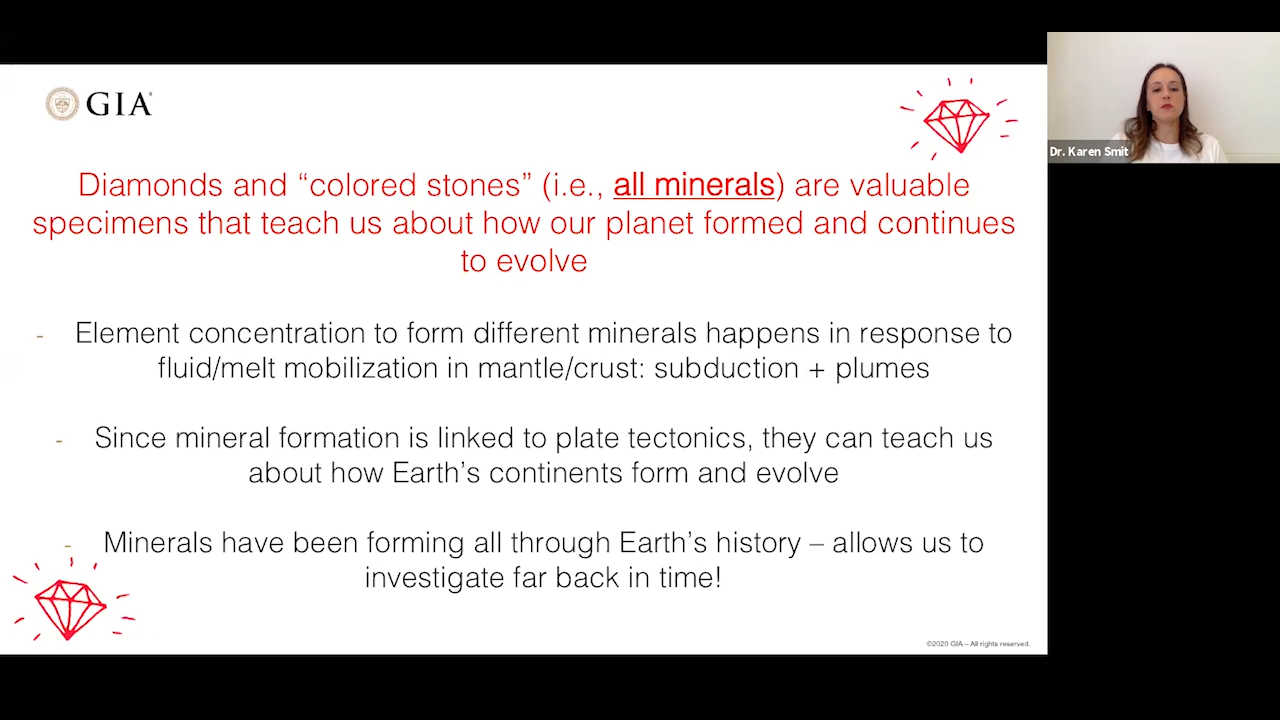 GIA
Dr. Karen Smit
Diamonds and “colored stones” (i.e., all minerals) are valuable
specimens that teach us about how our planet formed and continues
to evolve
- Element concentration to form different minerals happens in response to
fluid/melt mobilization in mantle/crust: subduction + plumes
- Since mineral formation is linked to plate tectonics, they can teach us
about how Earth’s continents form and evolve
- Minerals have been forming all through Earth’s history – allows us to
investigate far back in time!
©2020 GIA – All rights reserved.